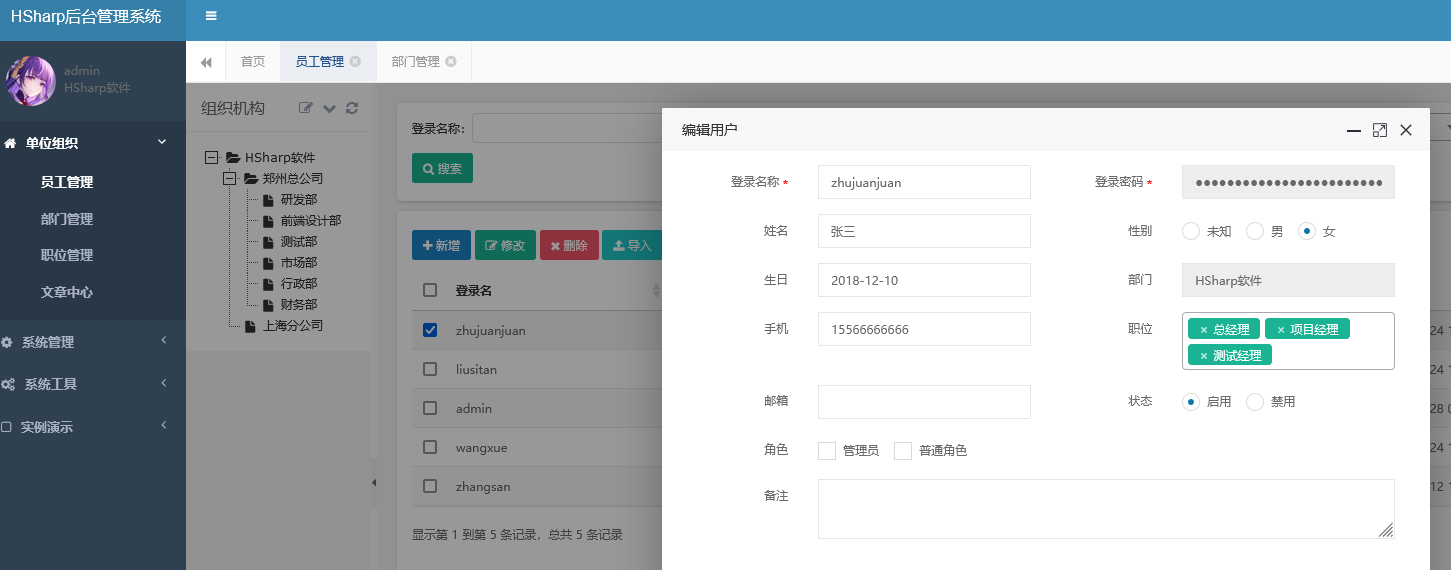 HSharp后台管理系统
admin
HSharp软件
单位组织
员工管理
部门管理
职位管理
文章中心
系统管理
系统工具
实例演示
首页
员工管理
部门管理
组织机构
HSharp软件
郑州总公司
研发部
前端设计部
测试部
市场部
行政部
财务部
上海分公司
登录名称:
搜索
新增 修改 删除 导入
登录名
zhujuanjuan
liusitan
admin
wangxue
zhangsan
显示第 1 到第 5 条记录，总共 5 条记录
编辑用户
登录名称* zhujuanjuan 登录密码*
姓名 张三 性别 未知 男 女
生日 2018-12-10 部门 HSharp软件
手机 15566666666 职位 × 总经理 × 项目经理
× 测试经理
邮箱 状态 启用 禁用
角色 管理员 普通角色
备注